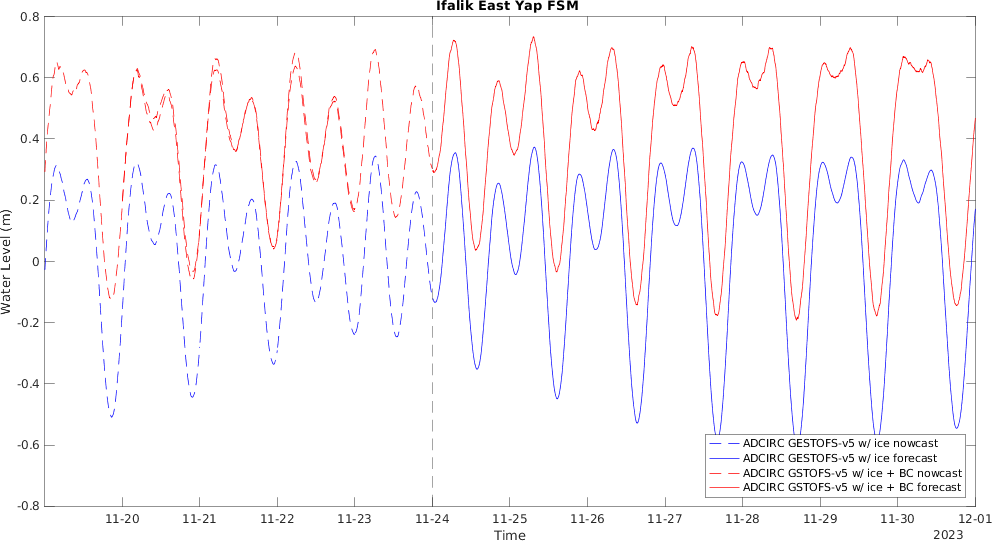 Ifalik East Yap FSM
0.8
0.6
0.4
0.2
0
-0.2
-0.4
-0.6
-0.8
Water Level (m)
11-20 11-21 11-22 11-23 11-24 11-25 11-26 11-27 11-28 11-29 11-30 12-01
Time
2023
ADCIRC GESTOFS-v5 w/ ice nowcast
ADCIRC GESTOFS-v5 w/ ice forecast
ADCIRC GSTOFS-v5 w/ ice + BC nowcast
ADCIRC GSTOFS-v5 w/ ice + BC forecast